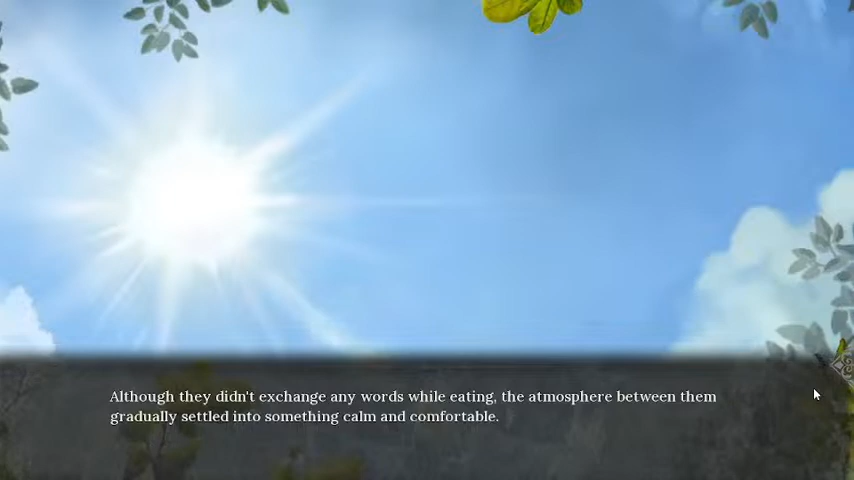 Although they didn't exchange any words while eating, the atmosphere between them
gradually settled into something calm and comfortable.